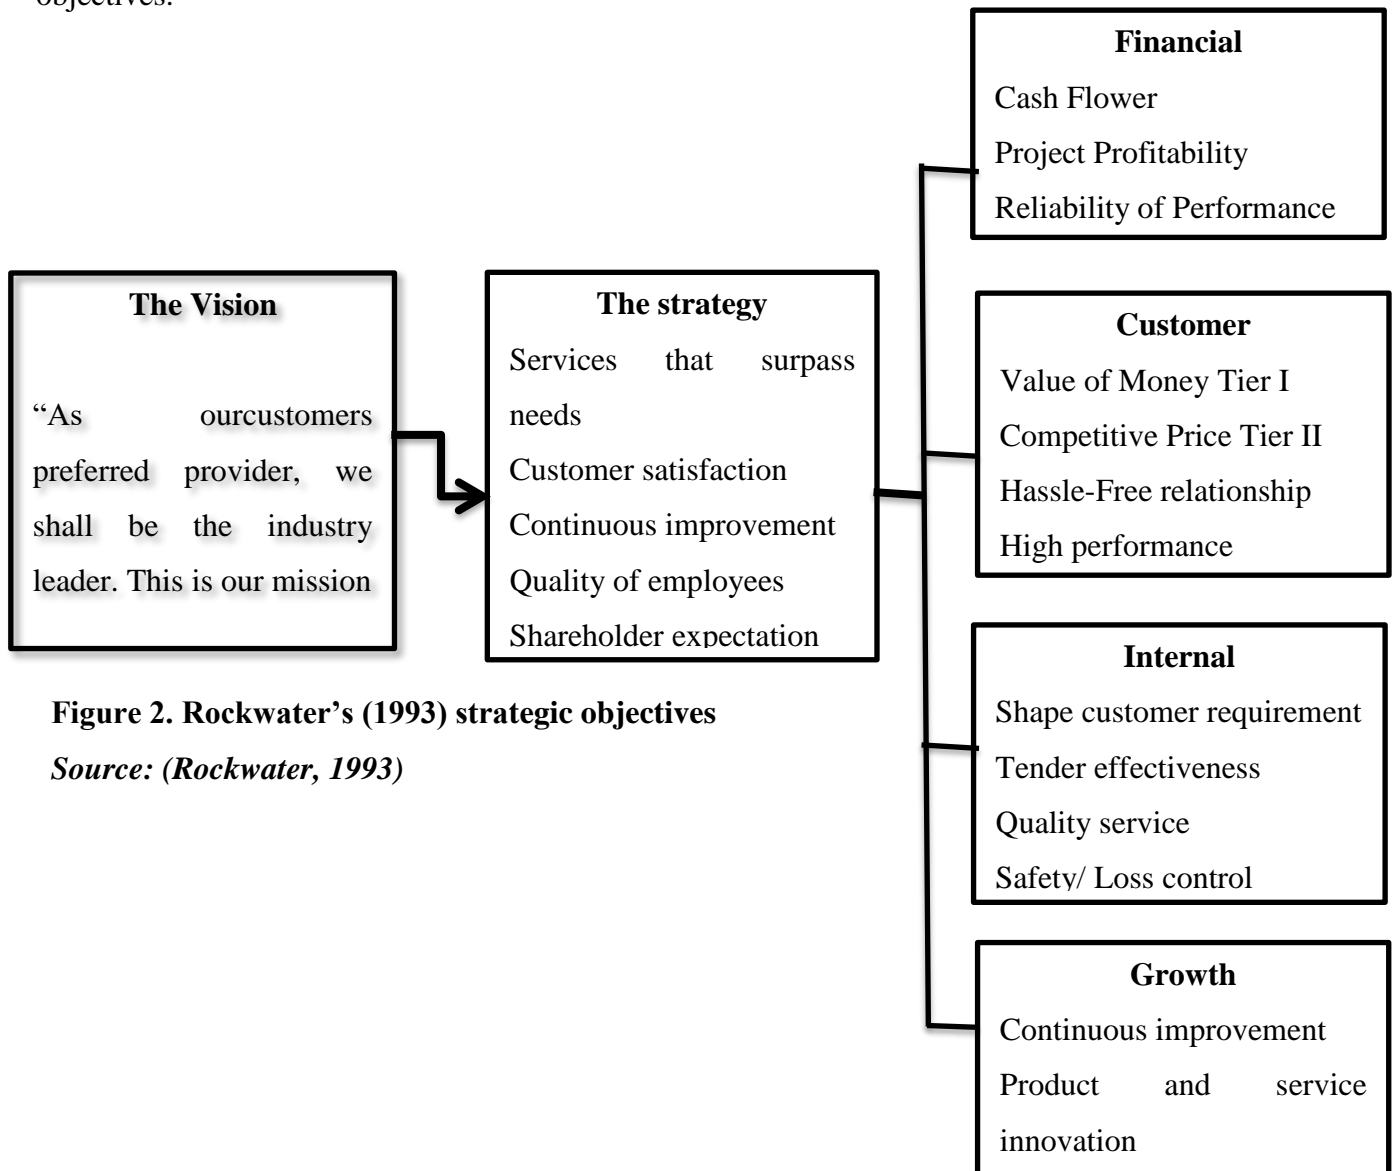 objectives.
Financial
Cash Flower
Project Profitability
Reliability of Performance
The Vision
“As ourcustomers
preferred provider, we
shall be the industry
leader. This is our mission
The strategy
Services that surpass
needs
Customer satisfaction
Continuous improvement
Quality of employees
Shareholder expectation
Customer
Value of Money Tier I
Competitive Price Tier II
Hassle-Free relationship
High performance
Internal
Shape customer requirement
Tender effectiveness
Quality service
Safety/ Loss control
Growth
Continuous improvement
Product and service
innovation
Figure 2. Rockwater’s (1993) strategic objectives
Source: (Rockwater, 1993)